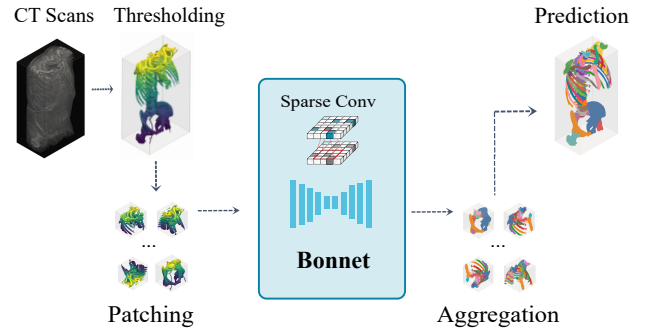 CT Scans
Thresholding
Prediction
Sparse Conv
...
...
...
Bonnet
Patching
Aggregation